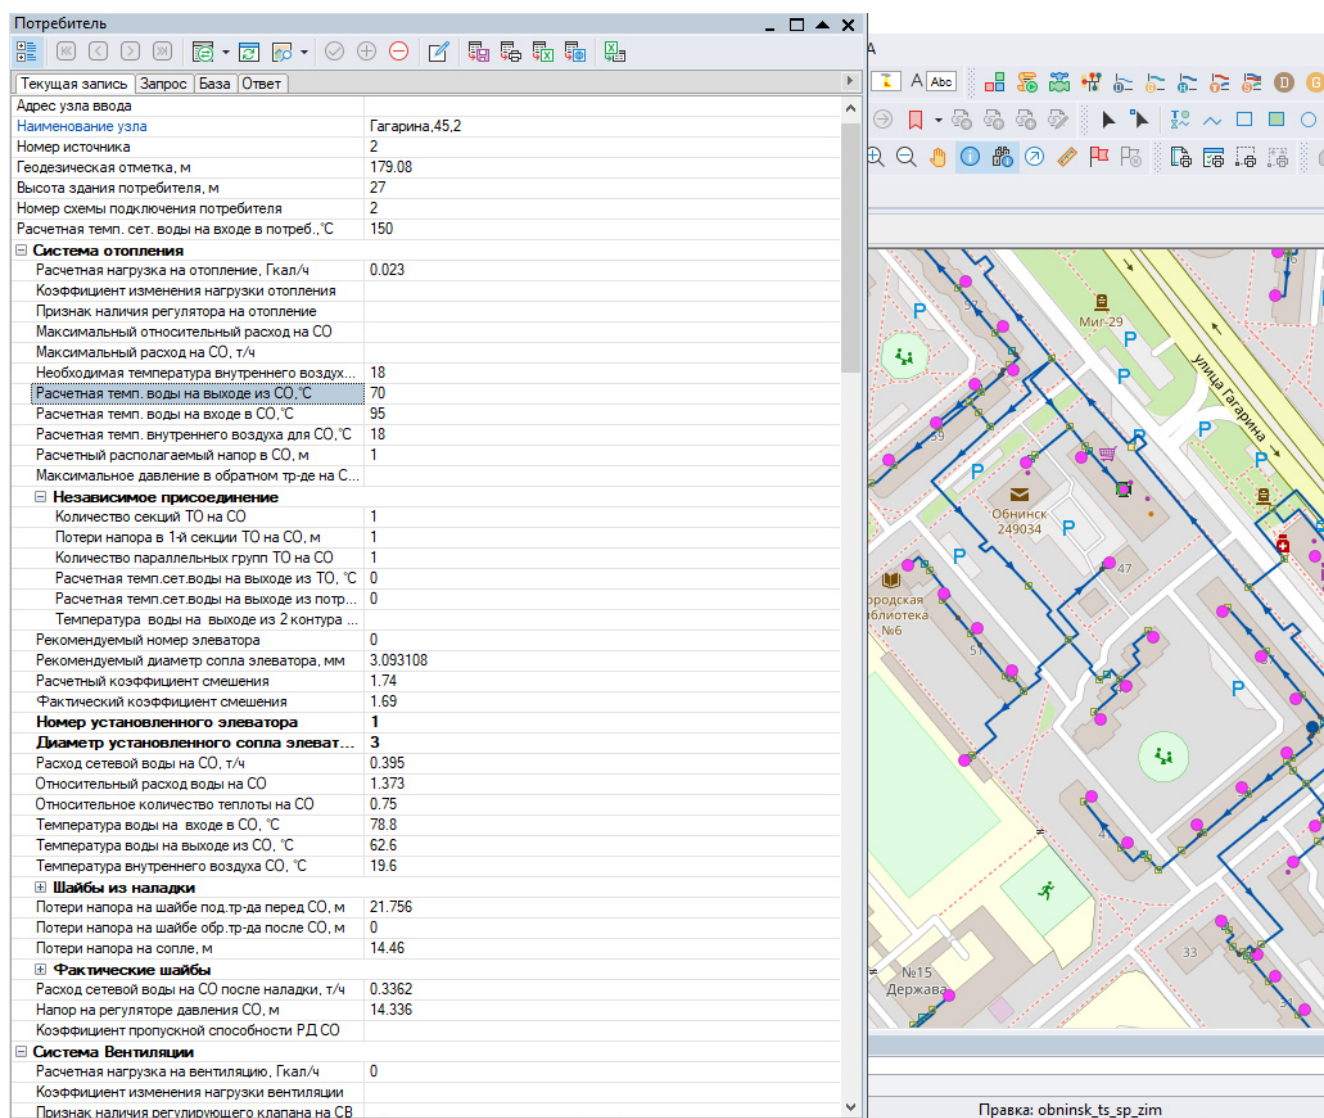 Потребитель
Текущая запись Запрос База Ответ
Адрес узла ввода
Наименование узла Гагарина,45,2
Номер источника 2
Геодезическая отметка, м 179.08
Высота здания потребителя, м 27
Номер схемы подключения потребителя 2
Расчетная темп. сет. воды на входе в потреб.,°C 150
Система отопления
Расчетная нагрузка на отопление, Гкал/ч 0.023
Коэффициент изменения нагрузки отопления
Признак наличия регулятора на отопление
Максимальный относительный расход на СО
Максимальный расход на СО, т/ч
Необходимая температура внутреннего воздух... 18
Расчетная темп. воды на выходе из СО,°C 70
Расчетная темп. воды на входе в СО,°C 95
Расчетная темп. внутреннего воздуха для СО,°C 18
Расчетный располагаемый напор в СО, м 1
Максимальное давление в обратном тр-де на С...
Независимое присоединение
Количество секций ТО на СО 1
Потери напора в 1-й секции ТО на СО, м 1
Количество параллельных групп ТО на СО 1
Расчетная темп.сет.воды на выходе из ТО, °C 0
Расчетная темп.сет.воды на выходе из потр... 0
Температура воды на выходе из 2 контура ...
Рекомендуемый номер элеватора 0
Рекомендуемый диаметр сопла элеватора, мм 3.093108
Расчетный коэффициент смешения 1.74
Фактический коэффициент смешения 1.69
Номер установленного элеватора 1
Диаметр установленного сопла элеват... 3
Расход сетевой воды на СО, т/ч 0.395
Относительный расход воды на СО 1.373
Относительное количество теплоты на СО 0.75
Температура воды на входе в СО, °C 78.8
Температура воды на выходе из СО, °C 62.6
Температура внутреннего воздуха СО, °C 19.6
Шайбы из наладки
Потери напора на шайбе под.тр-да перед СО, м 21.756
Потери напора на шайбе обр.тр-да после СО, м 0
Потери напора на сопле, м 14.46
Фактические шайбы
Расход сетевой воды на СО после наладки, т/ч 0.3362
Напор на регуляторе давления СО, м 14.336
Коэффициент пропускной способности РД СО
Система Вентиляции
Расчетная нагрузка на вентиляцию, Гкал/ч 0
Коэффициент изменения нагрузки вентиляции
Признак наличия регулирующего клапана на СВ
A Abc
D G
Миг-29
P
P
P
улица Гагарина
P
P
P
P
39
Обнинск
249034
P
P
47
ородская
блиотека
№6
51
P
33
№15
Держава
31
Правка: obninsk_ts_sp_zim